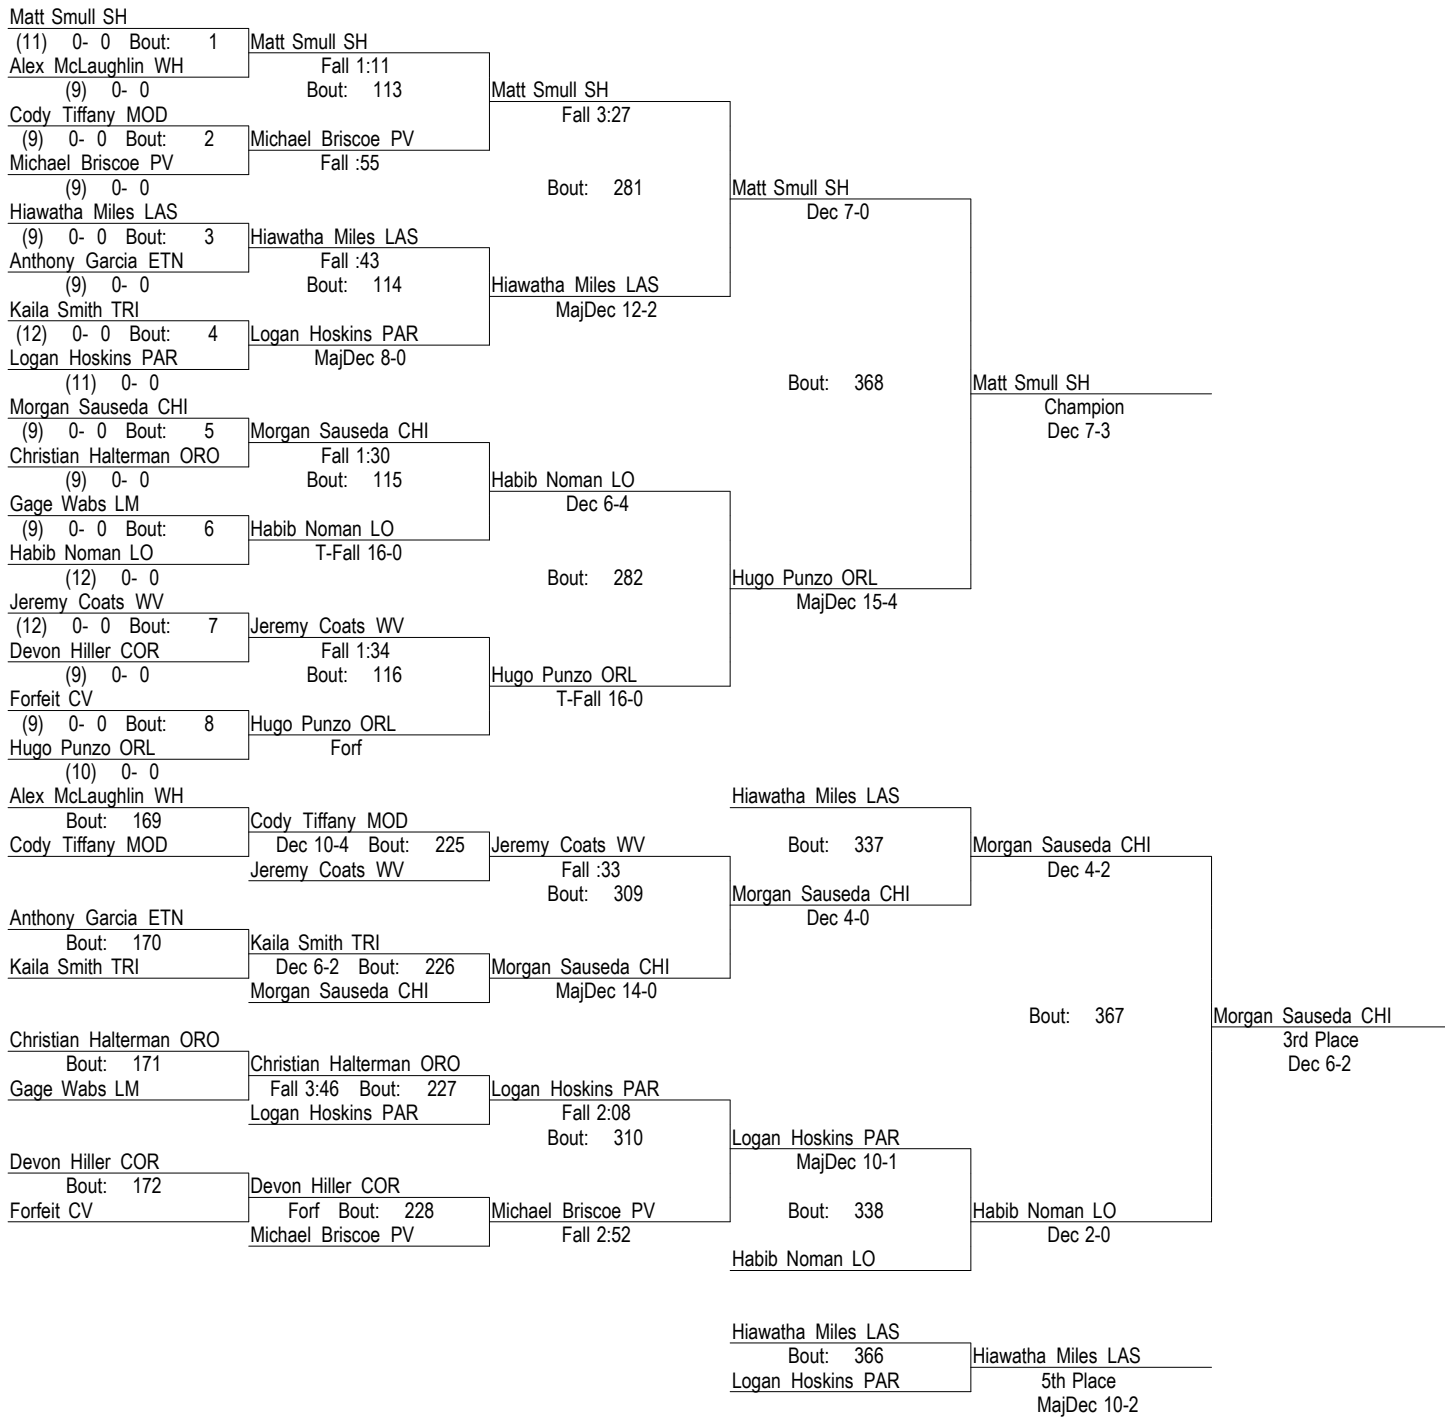 Matt Smull SH
(11) 0- 0 Bout: 1 Matt Smull SH
Alex McLaughlin WH Fall 1:11
(9) 0- 0 Bout: 113 Matt Smull SH
Cody Tiffany MOD Fall 3:27
(9) 0- 0 Bout: 2 Michael Briscoe PV
Michael Briscoe PV Fall :55
(9) 0- 0 Bout: 281 Matt Smull SH
Hiawatha Miles LAS Dec 7-0
(9) 0- 0 Bout: 3 Hiawatha Miles LAS
Anthony Garcia ETN Fall :43
(9) 0- 0 Bout: 114 Hiawatha Miles LAS
Kaila Smith TRI MajDec 12-2
(12) 0- 0 Bout: 4 Logan Hoskins PAR
Logan Hoskins PAR MajDec 8-0
(11) 0- 0 Bout: 368 Matt Smull SH
Morgan Sauseda CHI Champion
(9) 0- 0 Bout: 5 Morgan Sauseda CHI Dec 7-3
Christian Halterman ORO Fall 1:30
(9) 0- 0 Bout: 115 Habib Noman LO
Gage Wabs LM Dec 6-4
(9) 0- 0 Bout: 6 Habib Noman LO
Habib Noman LO T-Fall 16-0
(12) 0- 0 Bout: 282 Hugo Punzo ORL
Jeremy Coats WV MajDec 15-4
(12) 0- 0 Bout: 7 Jeremy Coats WV
Devon Hiller COR Fall 1:34
(9) 0- 0 Bout: 116 Hugo Punzo ORL
Forfeit CV T-Fall 16-0
(9) 0- 0 Bout: 8 Hugo Punzo ORL
Hugo Punzo ORL Forf
(10) 0- 0
Alex McLaughlin WH Hiawatha Miles LAS
Bout: 169 Cody Tiffany MOD
Cody Tiffany MOD Dec 10-4 Bout: 225 Jeremy Coats WV Bout: 337 Morgan Sauseda CHI
Jeremy Coats WV Fall :33 Dec 4-2
Bout: 309 Morgan Sauseda CHI
Anthony Garcia ETN Dec 4-0
Bout: 170 Kaila Smith TRI
Kaila Smith TRI Dec 6-2 Bout: 226 Morgan Sauseda CHI
Morgan Sauseda CHI MajDec 14-0
Bout: 367 Morgan Sauseda CHI
Christian Halterman ORO 3rd Place
Bout: 171 Christian Halterman ORO Dec 6-2
Gage Wabs LM Fall 3:46 Bout: 227 Logan Hoskins PAR
Logan Hoskins PAR Fall 2:08
Bout: 310 Logan Hoskins PAR
Devon Hiller COR MajDec 10-1
Bout: 172 Devon Hiller COR
Forfeit CV Forf Bout: 228 Michael Briscoe PV Bout: 338 Habib Noman LO
Michael Briscoe PV Fall 2:52 Dec 2-0
Habib Noman LO
Hiawatha Miles LAS
Bout: 366 Hiawatha Miles LAS
Logan Hoskins PAR 5th Place
MajDec 10-2